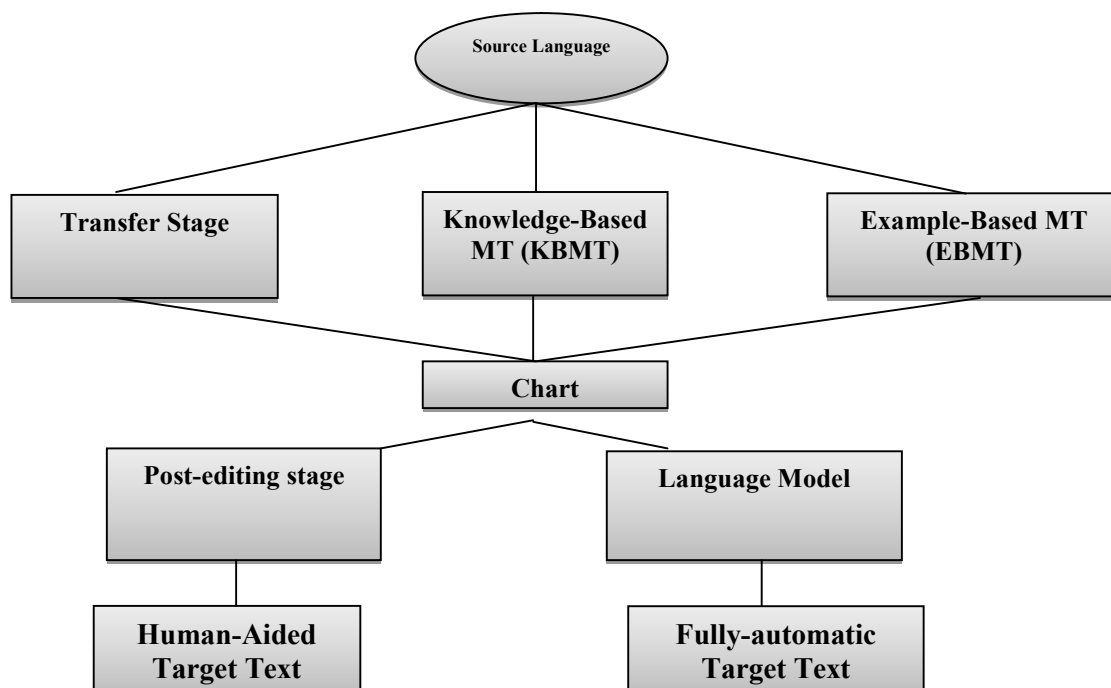 Source Language
Transfer Stage
Knowledge-Based
MT (KBMT)
Example-Based MT
(EBMT)
Chart
Post-editing stage
Language Model
Human-Aided
Target Text
Fully-automatic
Target Text